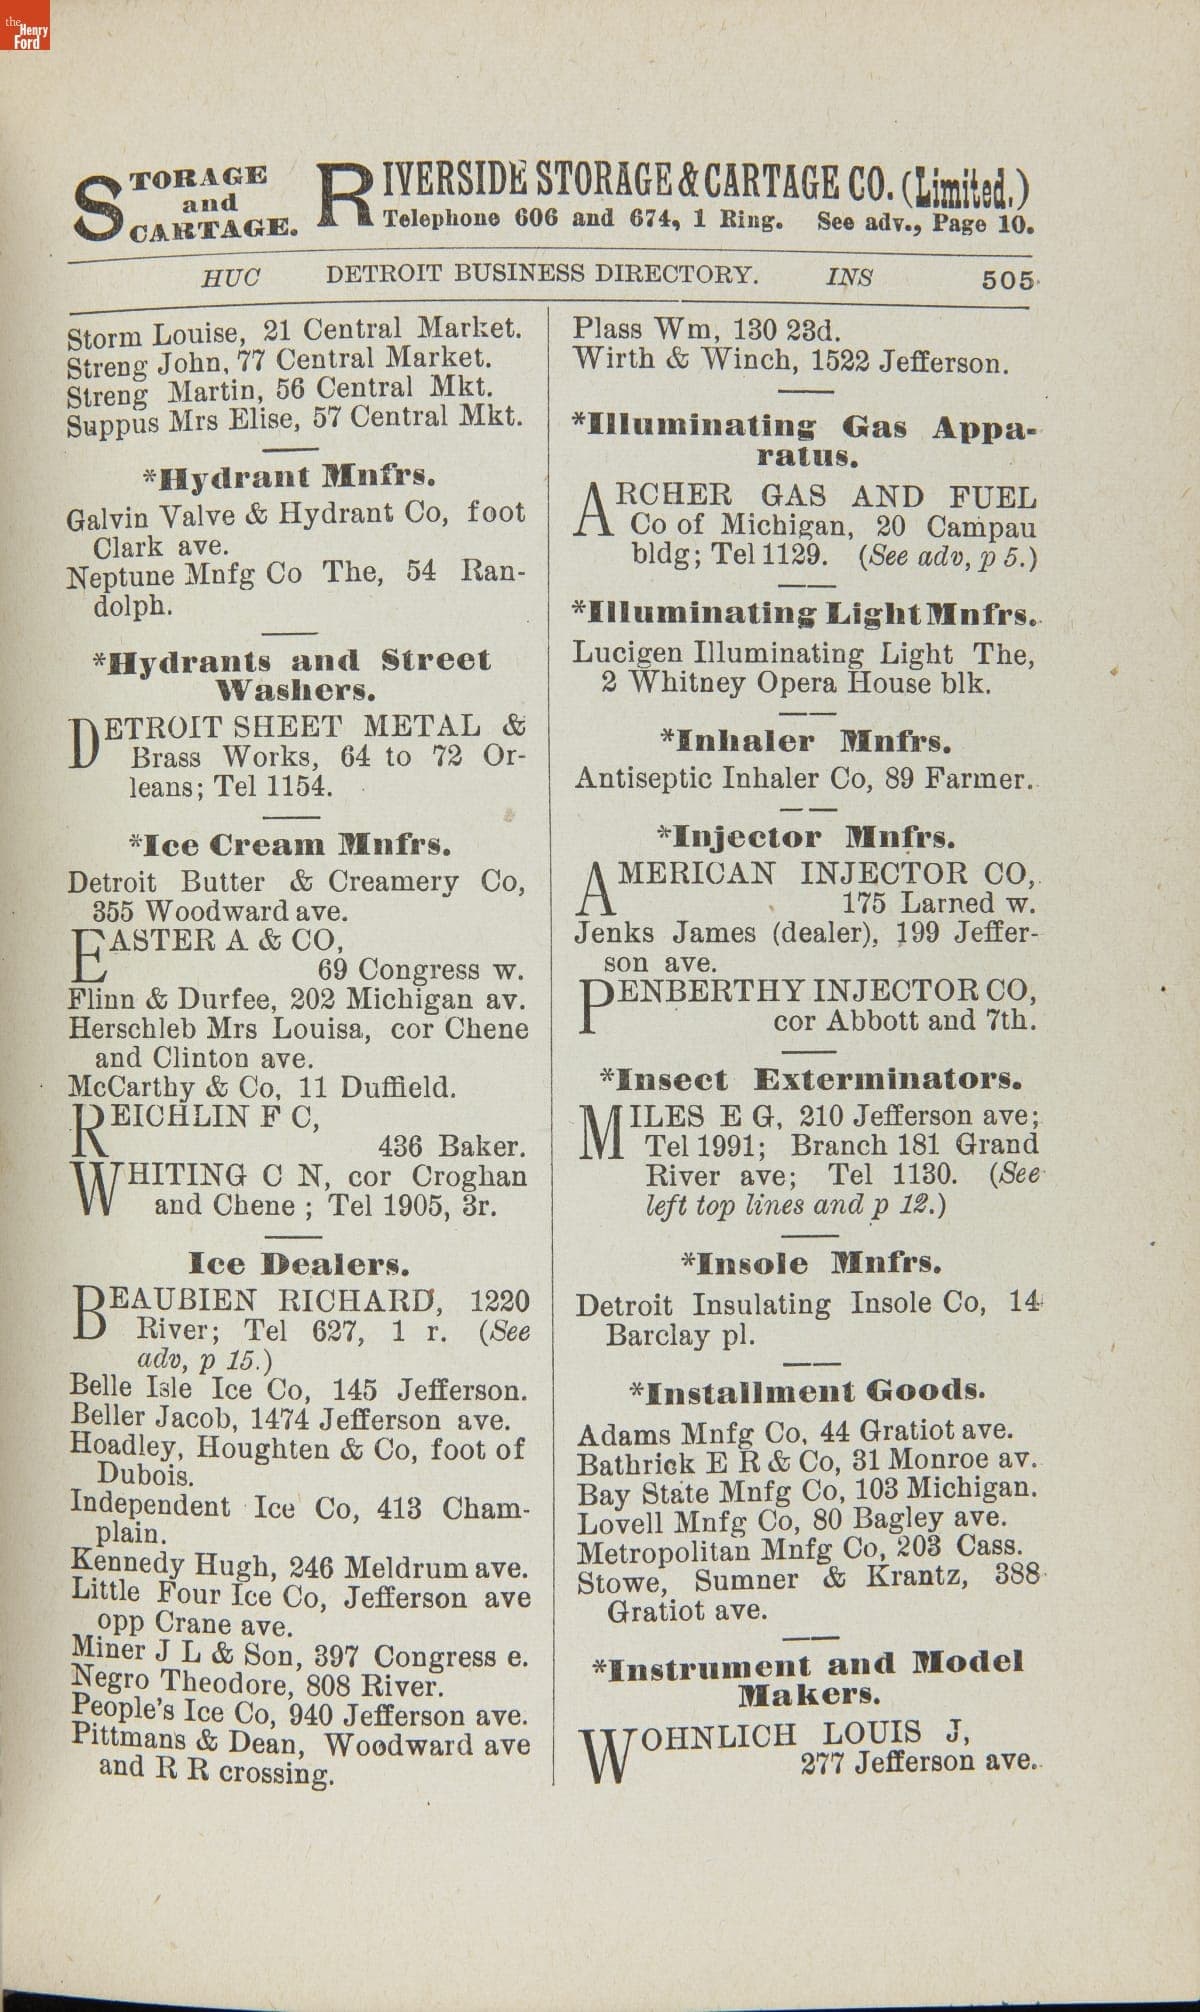 the
Henry
Ford
STORAGE
and
CARTAGE.
RIVERSIDE STORAGE & CARTAGE CO. (Limited.)
Telephone 606 and 674, 1 Ring. See adv., Page 10.
HUC DETROIT BUSINESS DIRECTORY. INS 505
Storm Louise, 21 Central Market.
Streng John, 77 Central Market.
Streng Martin, 56 Central Mkt.
Suppus Mrs Elise, 57 Central Mkt.
*Hydrant Mnfrs.
Galvin Valve & Hydrant Co, foot
Clark ave.
Neptune Mnfg Co The, 54 Ran-
dolph.
*Hydrants and Street
Washers.
DETROIT SHEET METAL &
Brass Works, 64 to 72 Or-
leans; Tel 1154.
*Ice Cream Mnfrs.
Detroit Butter & Creamery Co,
355 Woodward ave.
EASTER A & CO,
69 Congress w.
Flinn & Durfee, 202 Michigan av.
Herschleb Mrs Louisa, cor Chene
and Clinton ave.
McCarthy & Co, 11 Duffield.
REICHLIN F C,
436 Baker.
WHITING C N, cor Croghan
and Chene ; Tel 1905, 3r.
Ice Dealers.
BEAUBIEN RICHARD, 1220
River; Tel 627, 1 r. (See
adv, p 15.)
Belle Isle Ice Co, 145 Jefferson.
Beller Jacob, 1474 Jefferson ave.
Hoadley, Houghten & Co, foot of
Dubois.
Independent Ice Co, 413 Cham-
plain.
Kennedy Hugh, 246 Meldrum ave.
Little Four Ice Co, Jefferson ave
opp Crane ave.
Miner J L & Son, 397 Congress e.
Negro Theodore, 808 River.
People's Ice Co, 940 Jefferson ave.
Pittmans & Dean, Woodward ave
and R R crossing.
Plass Wm, 130 23d.
Wirth & Winch, 1522 Jefferson.
*Illuminating Gas Appa-
ratus.
ARCHER GAS AND FUEL
Co of Michigan, 20 Campau
bldg; Tel 1129. (See adv, p 5.)
*Illuminating Light Mnfrs.
Lucigen Illuminating Light The,
2 Whitney Opera House blk.
*Inhaler Mnfrs.
Antiseptic Inhaler Co, 89 Farmer.
*Injector Mnfrs.
AMERICAN INJECTOR CO,
175 Larned w.
Jenks James (dealer), 199 Jeffer-
son ave.
PENBERTHY INJECTOR CO,
cor Abbott and 7th.
*Insect Exterminators.
MILES E G, 210 Jefferson ave;
Tel 1991; Branch 181 Grand
River ave; Tel 1130. (See
left top lines and p 12.)
*Insole Mnfrs.
Detroit Insulating Insole Co, 14
Barclay pl.
*Installment Goods.
Adams Mnfg Co, 44 Gratiot ave.
Bathrick E R & Co, 31 Monroe av.
Bay State Mnfg Co, 103 Michigan.
Lovell Mnfg Co, 80 Bagley ave.
Metropolitan Mnfg Co, 203 Cass.
Stowe, Sumner & Krantz, 388
Gratiot ave.
*Instrument and Model
Makers.
WOHNLICH LOUIS J,
277 Jefferson ave.